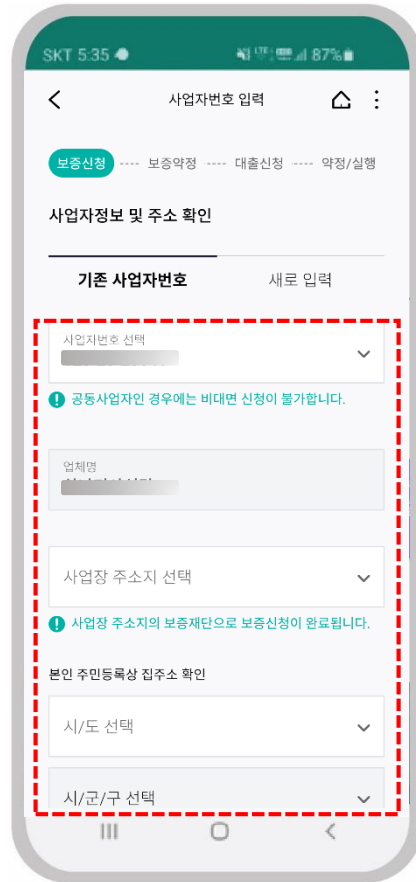 SKT 5:35
87%
사업자번호 입력
보증신청 ---- 보증약정 ---- 대출신청 ---- 약정/실행
사업자정보 및 주소 확인
기존 사업자번호 새로 입력
사업자번호 선택
공동사업자인 경우에는 비대면 신청이 불가합니다.
업체명
사업장 주소지 선택
사업장 주소지의 보증재단으로 보증신청이 완료됩니다.
본인 주민등록상 집주소 확인
시/도 선택
시/군/구 선택